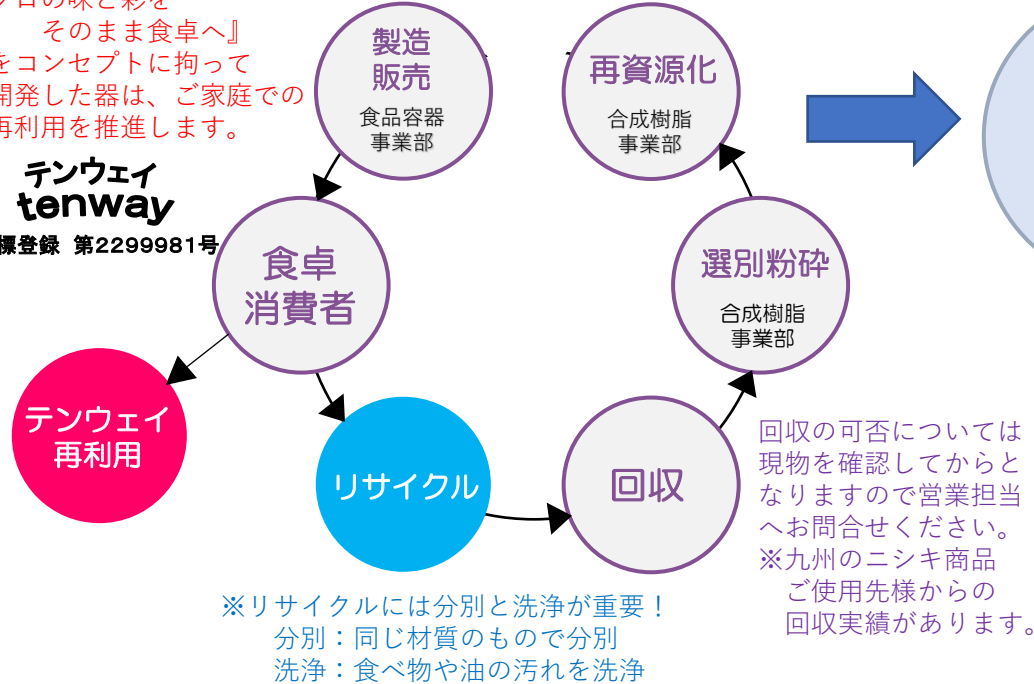 プロの味と彩を
そのまま食卓へ』
をコンセプトに拘って
開発した器は、ご家庭での
再利用を推進します。
テンウェイ
tenway
標登録 第2299981号
製造
販売
食品容器
事業部
再資源化
合成樹脂
事業部
食卓
消費者
選別粉砕
合成樹脂
事業部
テンウェイ
再利用
リサイクル
回収
回収の可否については
現物を確認してからと
なりますので営業担当
へお問合せください。
※九州のニシキ商品
ご使用先様からの
回収実績があります。
※リサイクルには分別と洗浄が重要!
分別:同じ材質のもので分別
洗浄:食べ物や油の汚れを洗浄